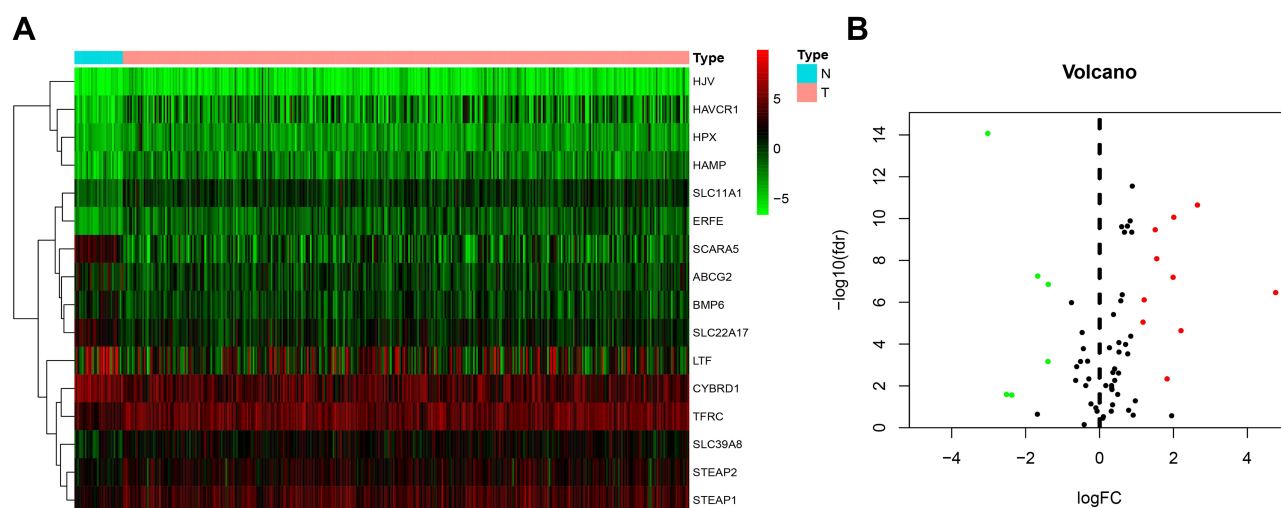 A
Type
HJV
HAVCR1
HPX
HAMP
SLC11A1
ERFE
SCARA5
ABCG2
BMP6
SLC22A17
LTF
CYBRD1
TFRC
SLC39A8
STEAP2
STEAP1
5
0
−5
Type
N
T
B
Volcano
−log10(fdr)
14
12
10
8
6
4
2
0
−4 −2 0 2 4
logFC